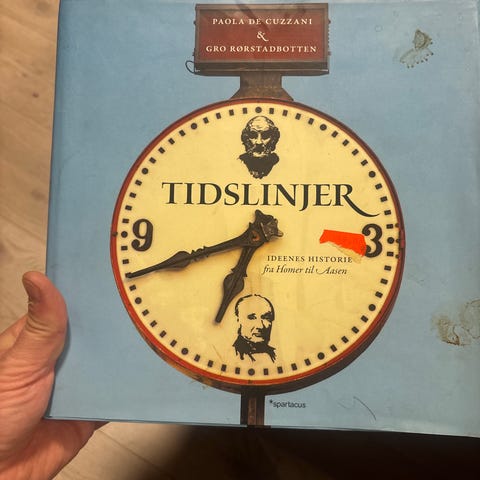 PAOLA DE CUZZANI
&
GRO RØRSTADBOTTEN
TIDSLINJER
9
3
IDEENES HISTORIE
fra Homer til Aasen
*spartacus